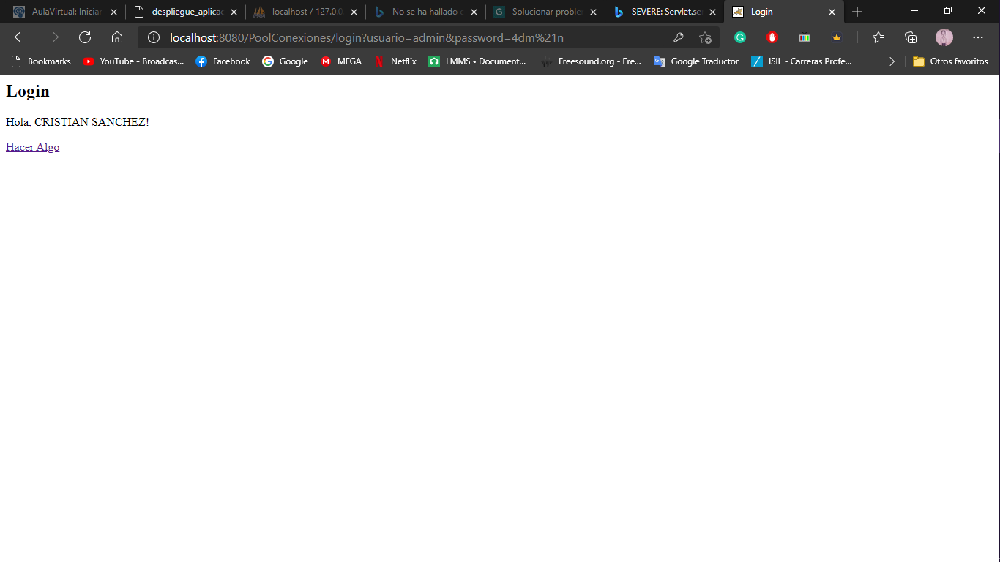 AulaVirtual: Iniciar
despliegue_aplicac
localhost / 127.0.0
No se ha hallado
Solucionar proble
SEVERE: Servlet.se
Login
localhost:8080/PoolConexiones/login?usuario=admin&password=4dm%21n
Bookmarks
YouTube - Broadcas...
Facebook
Google
MEGA
Netflix
LMMS • Document...
Freesound.org - Fre...
Google Traductor
ISIL - Carreras Profe...
Otros favoritos
Login
Hola, CRISTIAN SANCHEZ!
Hacer Algo